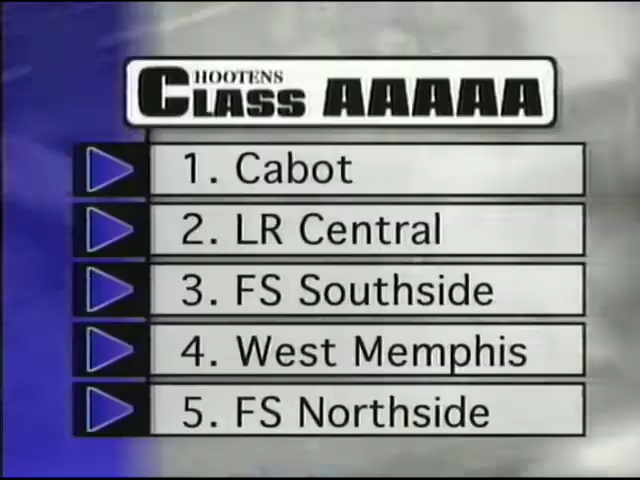 HOOTENS
CLASS AAAAA
1. Cabot
2. LR Central
3. FS Southside
4. West Memphis
5. FS Northside